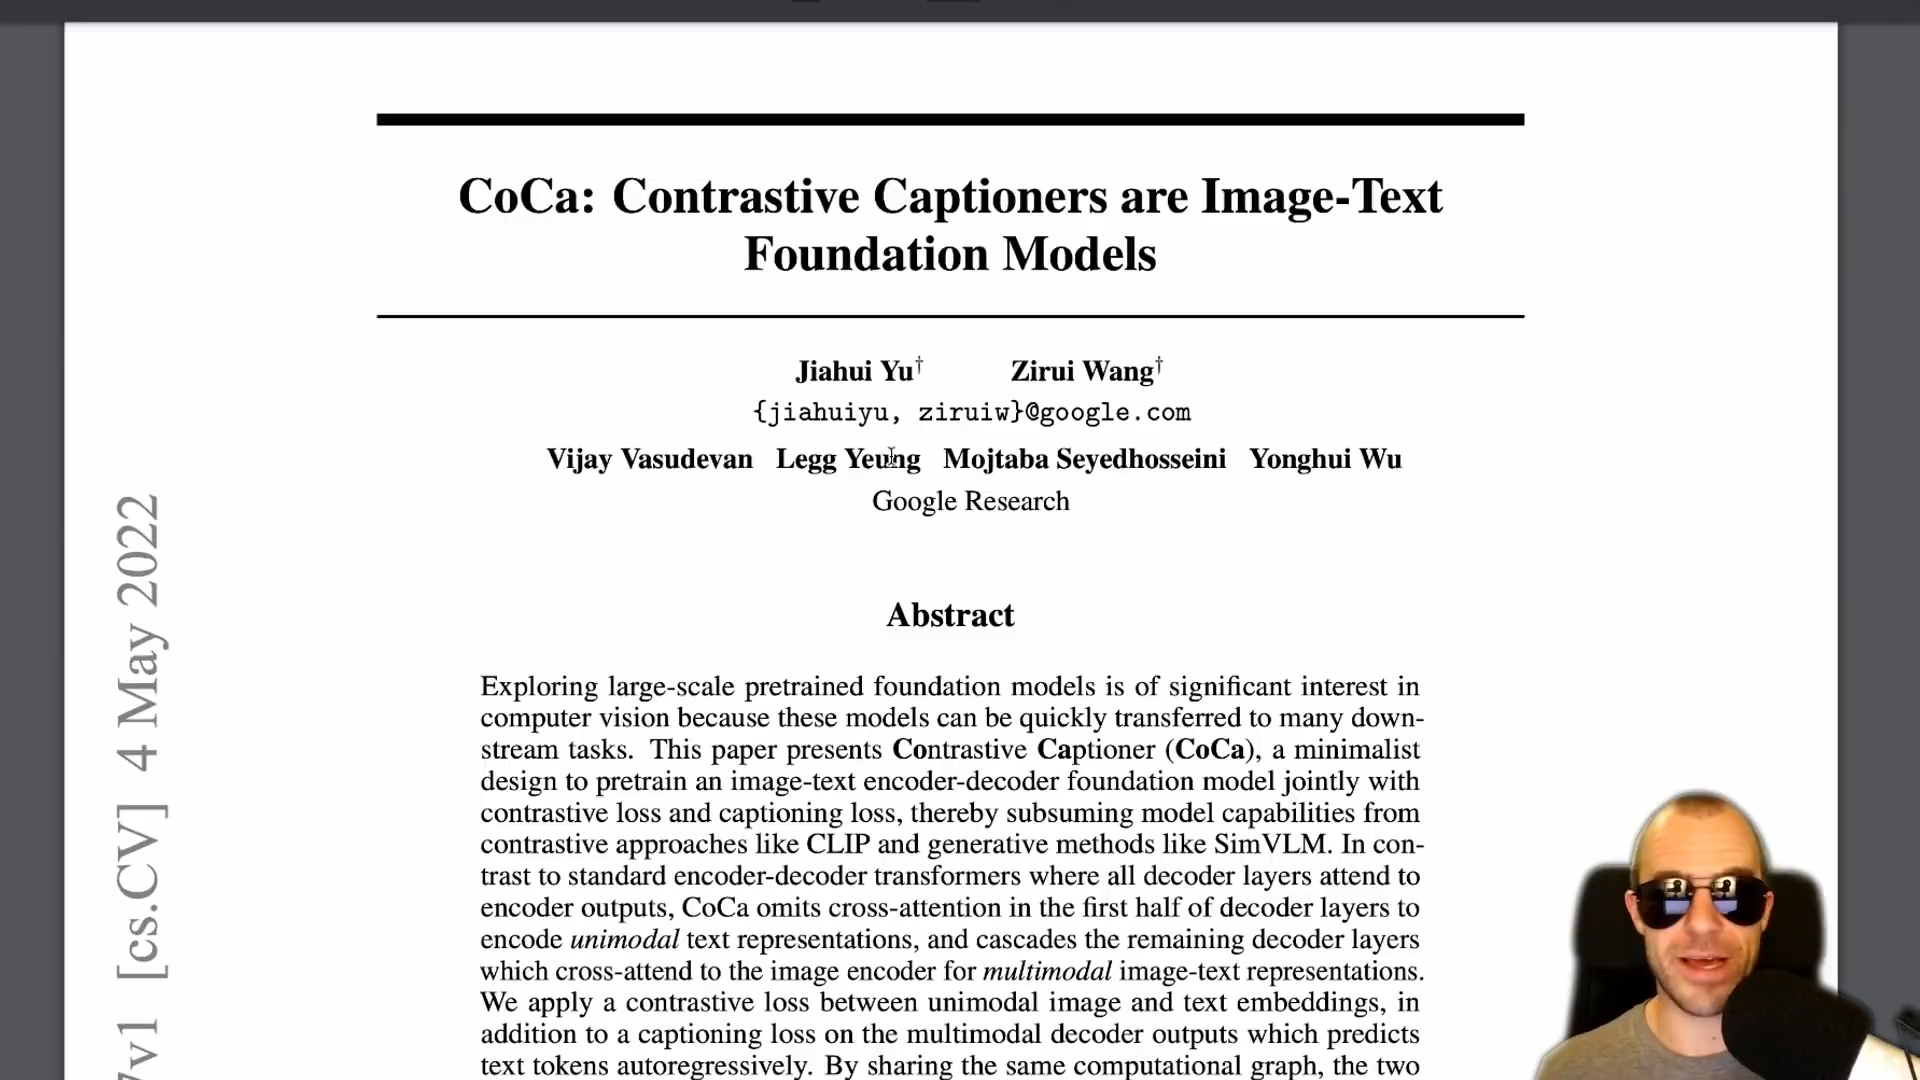 CoCa: Contrastive Captioners are Image-Text
Foundation Models
Jiahui Yu† Zirui Wang†
{jiahuiyu, ziruiw}@google.com
Vijay Vasudevan Legg Yeung Mojtaba Seyedhosseini Yonghui Wu
Google Research
Abstract
Exploring large-scale pretrained foundation models is of significant interest in
computer vision because these models can be quickly transferred to many down-
stream tasks. This paper presents Contrastive Captioner (CoCa), a minimalist
design to pretrain an image-text encoder-decoder foundation model jointly with
contrastive loss and captioning loss, thereby subsuming model capabilities from
contrastive approaches like CLIP and generative methods like SimVLM. In con-
trast to standard encoder-decoder transformers where all decoder layers attend to
encoder outputs, CoCa omits cross-attention in the first half of decoder layers to
encode unimodal text representations, and cascades the remaining decoder layers
which cross-attend to the image encoder for multimodal image-text representations.
We apply a contrastive loss between unimodal image and text embeddings, in
addition to a captioning loss on the multimodal decoder outputs which predicts
text tokens autoregressively. By sharing the same computational graph, the two
7v1 [cs.CV] 4 May 2022